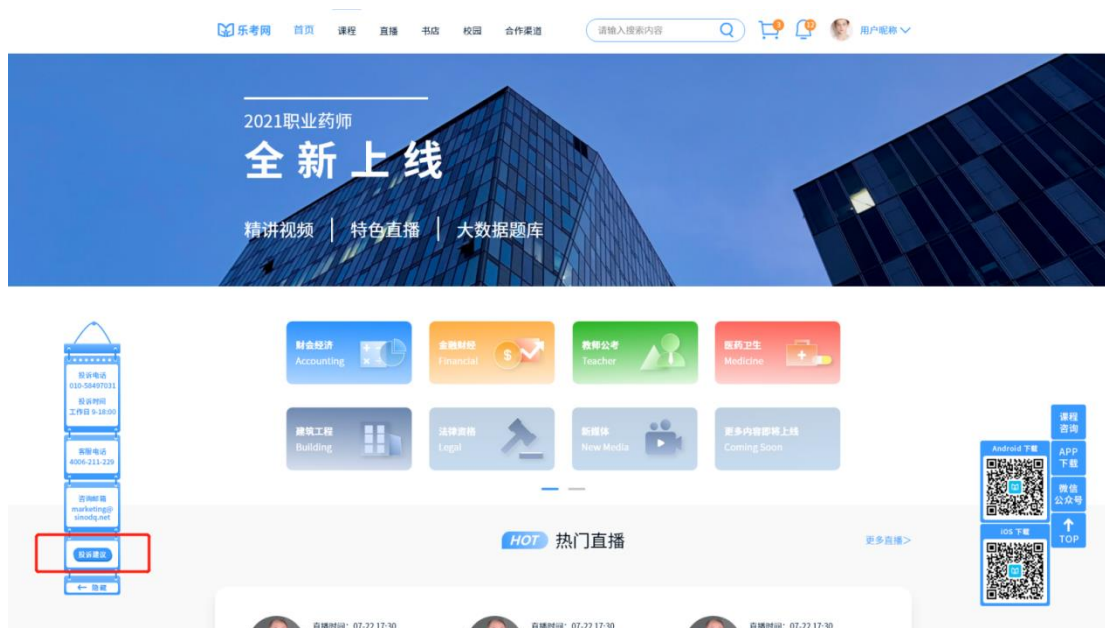 乐考网 首页 课程 直播 书店 校园 合作渠道 请输入搜索内容 用户昵称
2021职业药师
全新上线
精讲视频 特色直播 大数据题库
财会经济
Accounting
金融财经
Financial
教师公考
Teacher
医药卫生
Medicine
建筑工程
Building
法律资格
Legal
新媒体
New Media
更多内容即将上线
Coming Soon
投诉电话
010-58497031
投诉时间
工作日 9-18:00
客服电话
4006-211-229
咨询邮箱
marketing@
sinodq.net
投诉建议
← 隐藏
课程
咨询
APP
下载
微信
公众号
TOP
Android 下载
iOS 下载
HOT 热门直播
更多直播>
直播时间：07-22 17:30
直播时间：07-22 17:30
直播时间：07-22 17:30